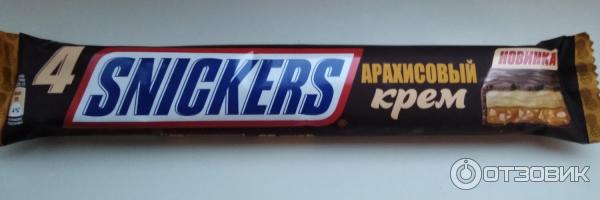 4
SNICKERS
АРАХИСОВЫЙ
крем
НОВИНКА
ОТЗОВИК